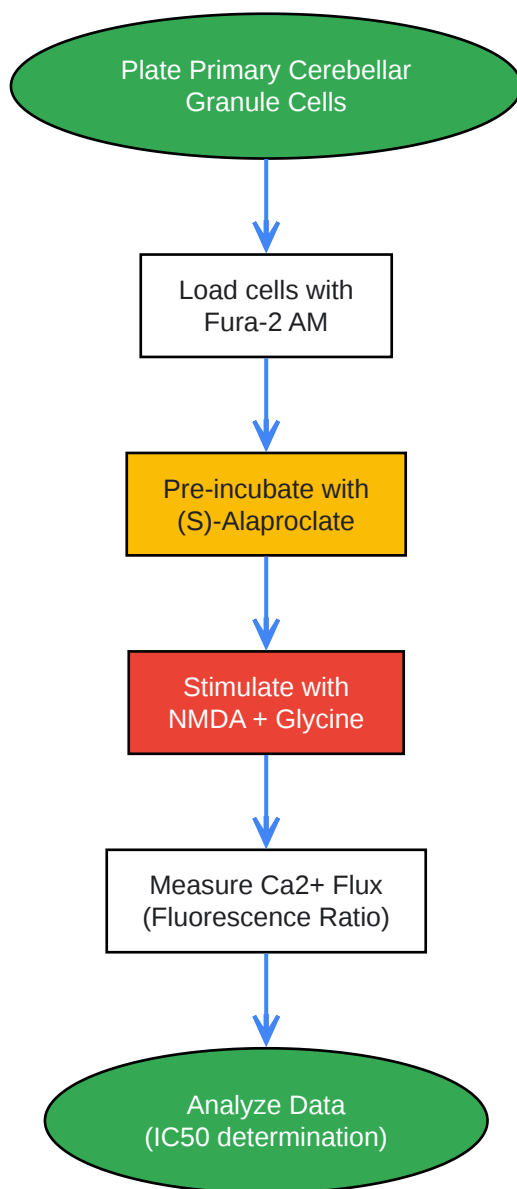 Plate Primary Cerebellar
Granule Cells
Load cells with
Fura-2 AM
Pre-incubate with
(S)-Alaproclate
Stimulate with
NMDA + Glycine
Measure Ca2+ Flux
(Fluorescence Ratio)
Analyze Data
(IC50 determination)